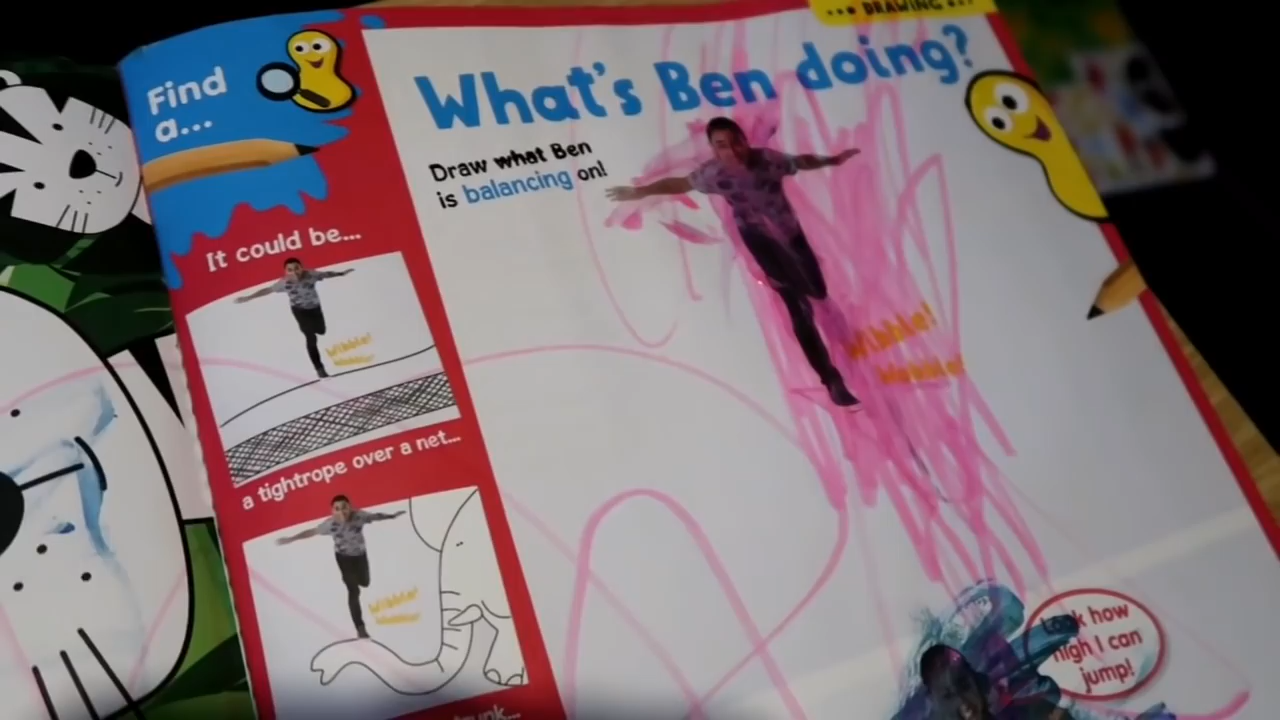 DRAWING
Find
a...
What's Ben doing?
Draw what Ben
is balancing on!
It could be...
Wibble!
Wobble!
Wibble!
Wobble!
a tightrope over a net...
Wibble!
Wobble!
trunk...
Look how
high I can
jump!